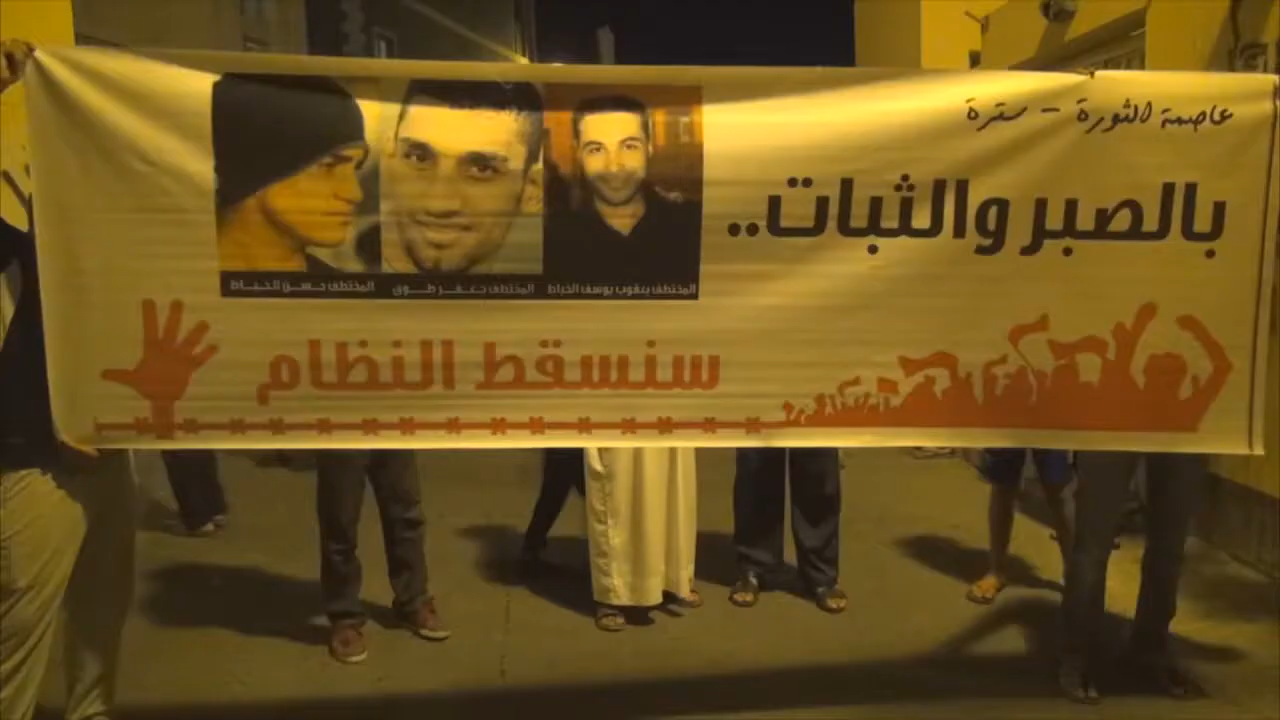 عاصمة الثورة - سترة
بالصبر والثبات..
المختطف يعقوب يوسف الخياط
المختطف جعفر طوق
المختطف حسن الخياط
سنسقط النظام